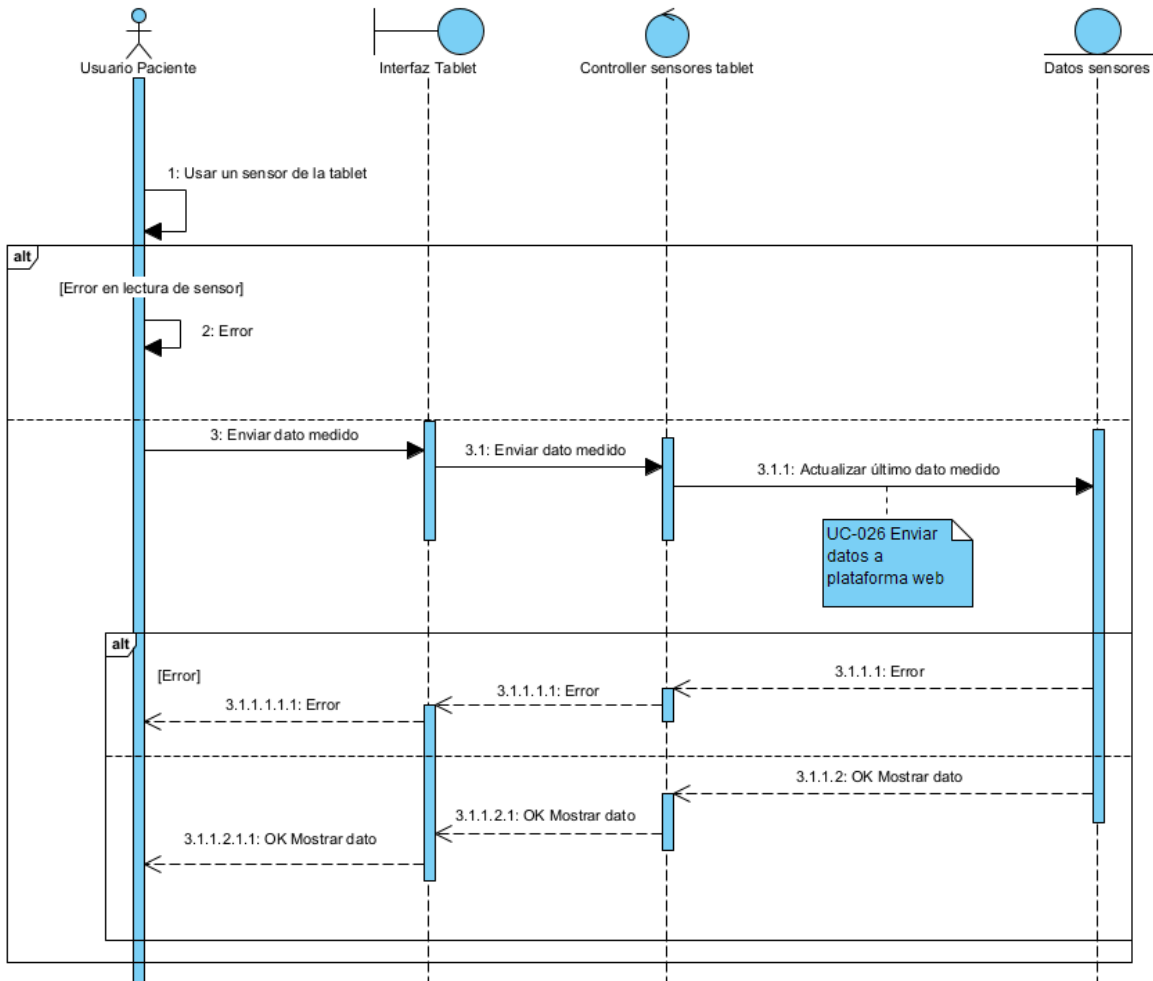 Usuario Paciente
Interfaz Tablet
Controller sensores tablet
Datos sensores
1: Usar un sensor de la tablet
alt
[Error en lectura de sensor]
2: Error
3: Enviar dato medido
3.1: Enviar dato medido
3.1.1: Actualizar último dato medido
UC-026 Enviar
datos a
plataforma web
alt
[Error]
3.1.1.1: Error
3.1.1.1.1: Error
3.1.1.1.1.1: Error
3.1.1.2: OK Mostrar dato
3.1.1.2.1: OK Mostrar dato
3.1.1.2.1.1: OK Mostrar dato